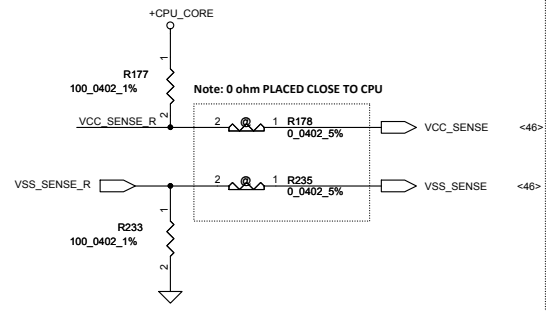 +CPU_CORE
1
R177
100_0402_1%
2
Note: 0 ohm PLACED CLOSE TO CPU
VCC_SENSE_R
2
@
1
R178
0_0402_5%
VCC_SENSE
<46>
VSS_SENSE_R
2
@
1
R235
0_0402_5%
VSS_SENSE
<46>
1
R233
100_0402_1%
2